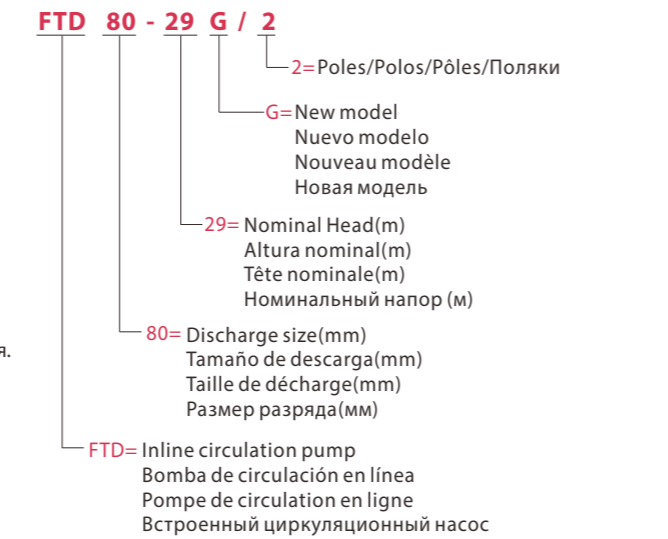 FTD 80 - 29 G / 2
2=Poles/Polos/Pôles/Поляки
G=New model
Nuevo modelo
Nouveau modèle
Новая модель
29= Nominal Head(m)
Altura nominal(m)
Tête nominale(m)
Номинальный напор (м)
80= Discharge size(mm)
я.
Tamaño de descarga(mm)
Taille de décharge(mm)
Размер разряда(мм)
FTD= Inline circulation pump
Bomba de circulación en línea
Pompe de circulation en ligne
Встроенный циркуляционный насос